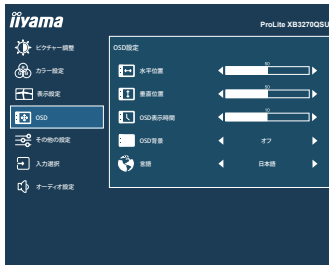 iiyama
ProLite XB3270QSU
ピクチャー調整
カラー設定
表示設定
OSD
その他の設定
入力選択
オーディオ設定
OSD設定
水平位置
50
垂直位置
50
OSD表示時間
OSD背景
オフ
言語
日本語